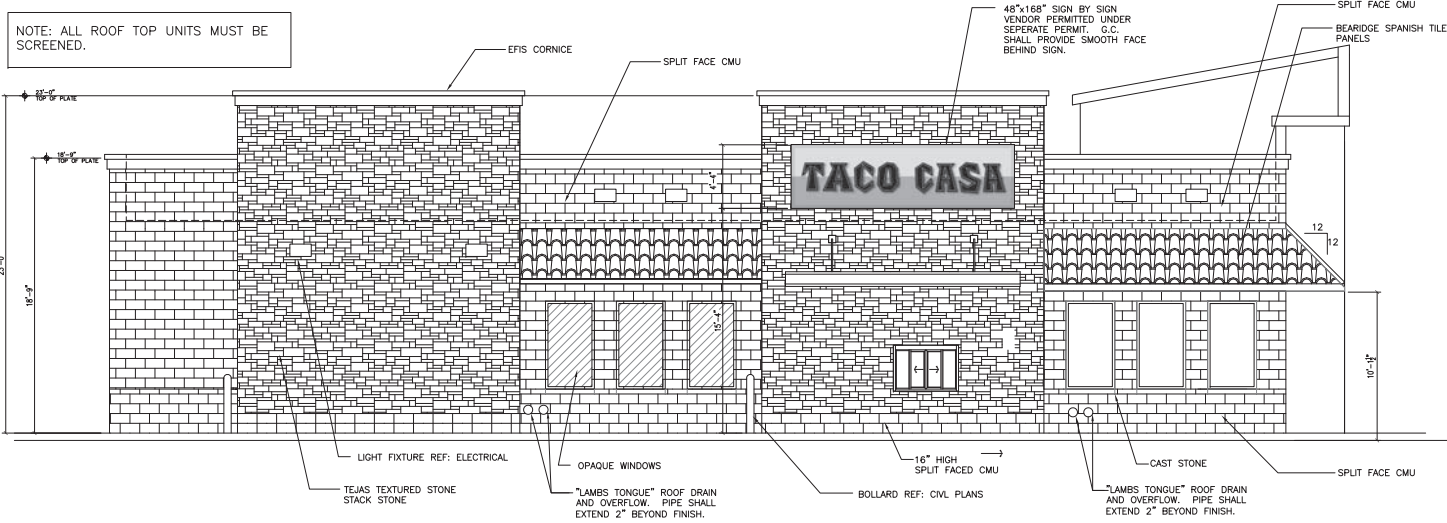 NOTE: ALL ROOF TOP UNITS MUST BE
SCREENED.
EFIS CORNICE
SPLIT FACE CMU
48"x168" SIGN BY SIGN
VENDOR PERMITTED UNDER
SEPERATE PERMIT. G.C.
SHALL PROVIDE SMOOTH FACE
BEHIND SIGN.
SPLIT FACE CMU
BEARIDGE SPANISH TILE
PANELS
23'-0"
TOP OF PLATE
18'-9"
TOP OF PLATE
TACO CASA
4'-4"
12
12
23'-0"
18'-9"
15'-4"
10'-1½"
LIGHT FIXTURE REF: ELECTRICAL
TEJAS TEXTURED STONE
STACK STONE
OPAQUE WINDOWS
"LAMBS TONGUE" ROOF DRAIN
AND OVERFLOW. PIPE SHALL
EXTEND 2" BEYOND FINISH.
BOLLARD REF: CIVL PLANS
16" HIGH
SPLIT FACED CMU
CAST STONE
"LAMBS TONGUE" ROOF DRAIN
AND OVERFLOW. PIPE SHALL
EXTEND 2" BEYOND FINISH.
SPLIT FACE CMU